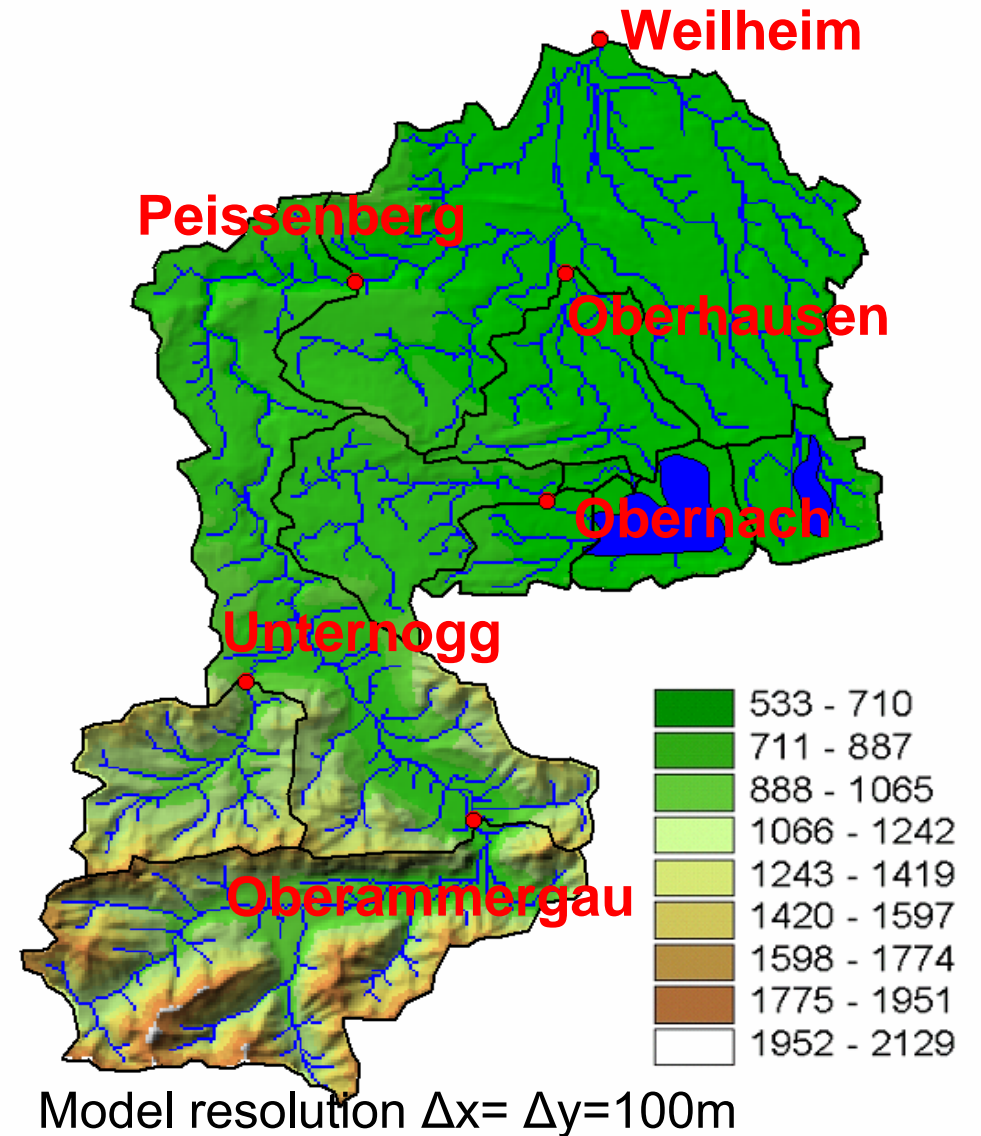 Weilheim
Peissenberg
Oberhausen
Obernach
Unternogg
Oberammergau
533 - 710
711 - 887
888 - 1065
1066 - 1242
1243 - 1419
1420 - 1597
1598 - 1774
1775 - 1951
1952 - 2129
Model resolution Δx= Δy=100m